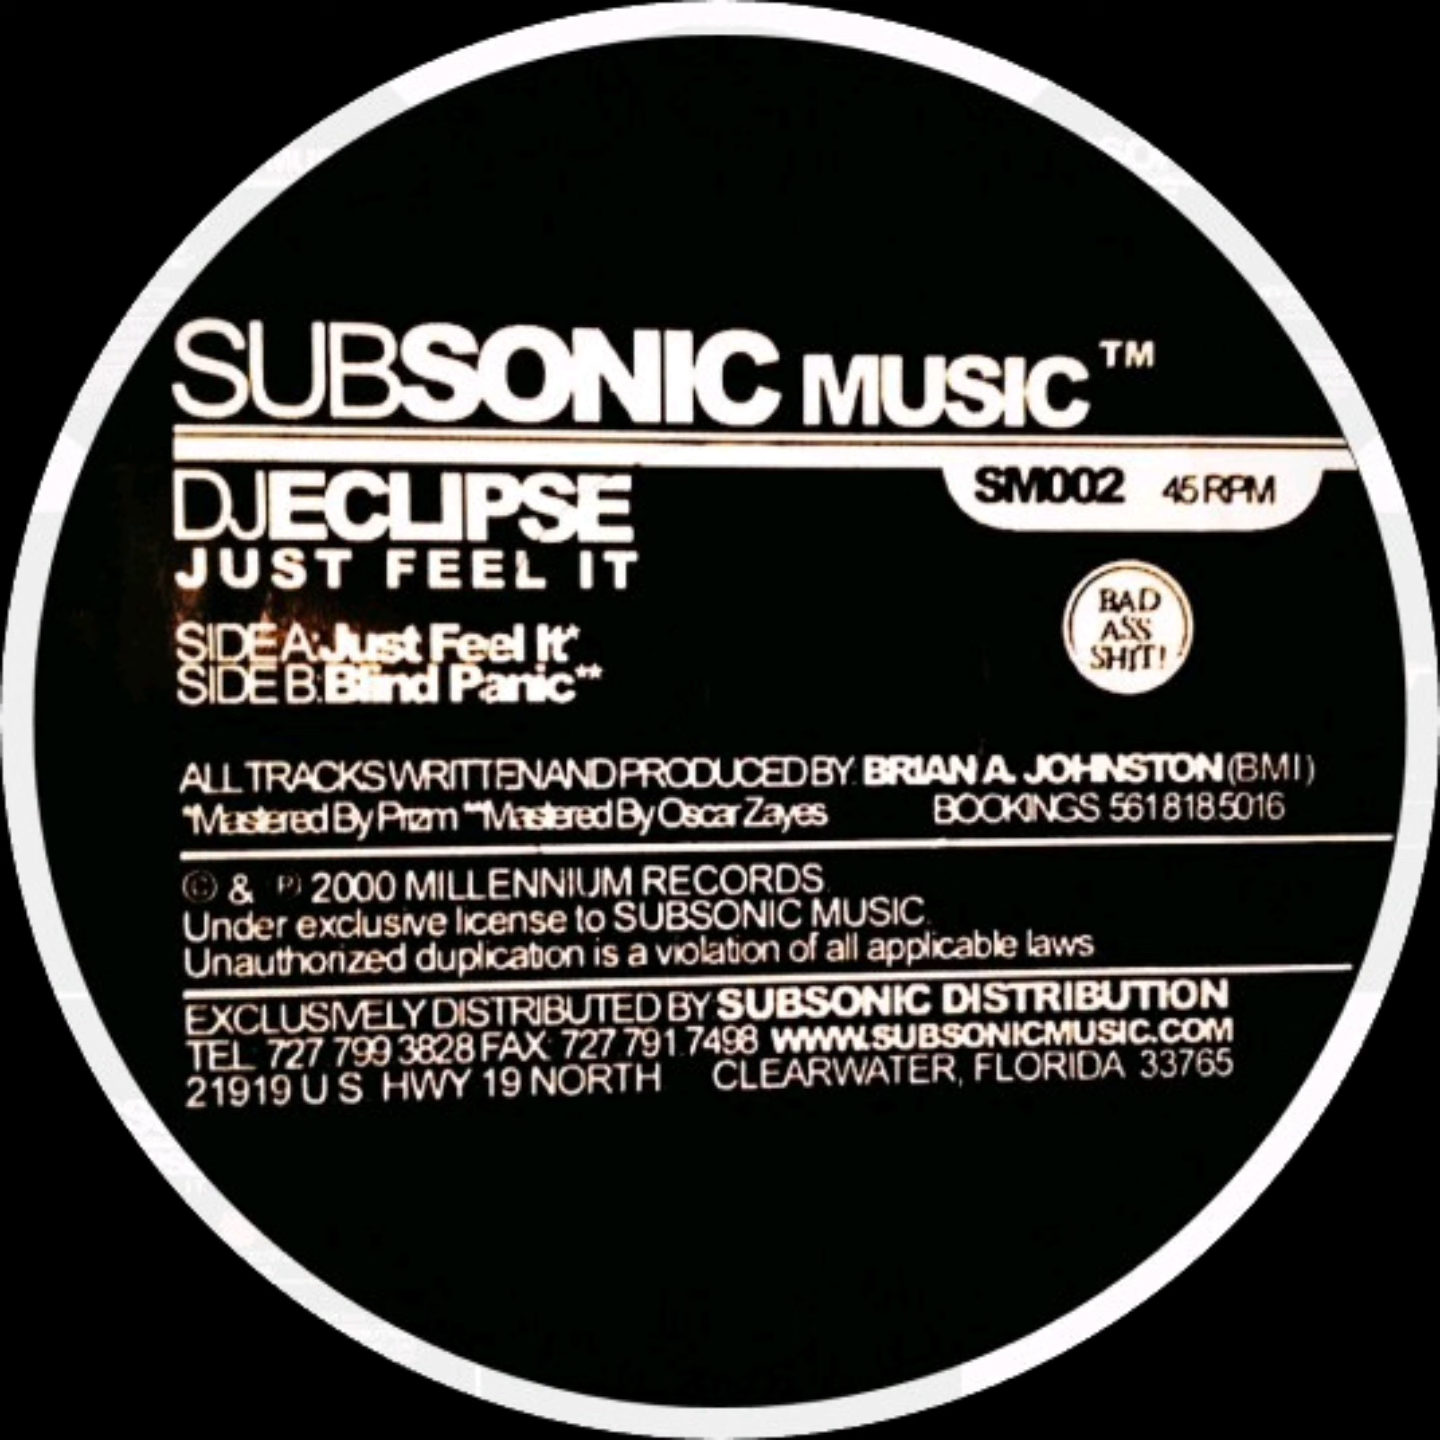 SUBSONIC MUSIC™
DJECLIPSE
SM002 45 RPM
JUST FEEL IT
BAD
ASS
SHIT!
SIDE A: Just Feel It*
SIDE B: Blind Panic**
ALL TRACKS WRITTEN AND PRODUCED BY: BRIAN A. JOHNSTON (BMI)
*Mastered By Prizm **Mastered By Oscar Zayes BOOKINGS 561 818 5016
© & ℗ 2000 MILLENNIUM RECORDS.
Under exclusive license to SUBSONIC MUSIC.
Unauthorized duplication is a violation of all applicable laws
EXCLUSIVELY DISTRIBUTED BY SUBSONIC DISTRIBUTION
TEL: 727 799 3828 FAX: 727 791 7498 WWW.SUBSONICMUSIC.COM
21919 U S HWY 19 NORTH CLEARWATER, FLORIDA 33765